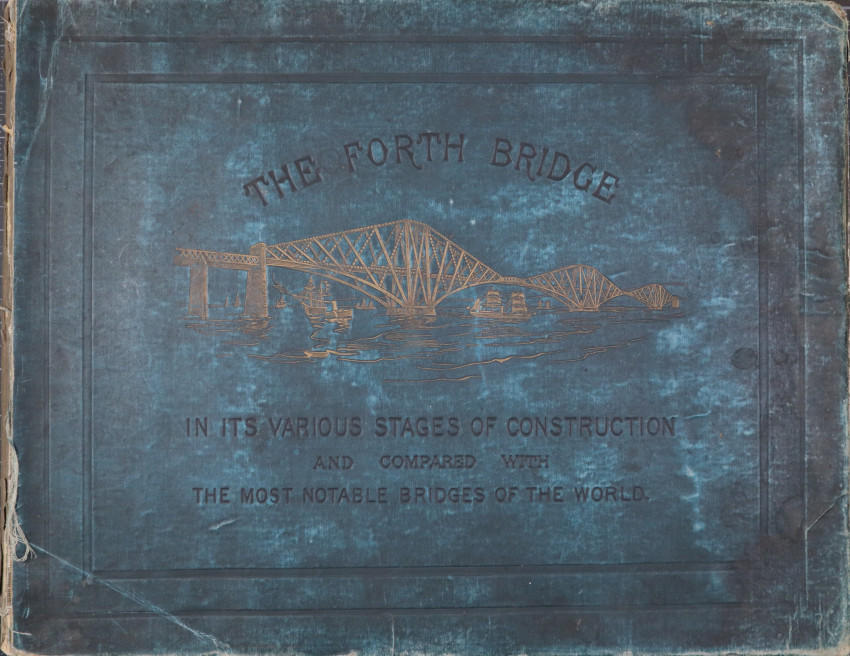 THE FORTH BRIDGE
IN ITS VARIOUS STAGES OF CONSTRUCTION
AND COMPARED WITH
THE MOST NOTABLE BRIDGES OF THE WORLD.